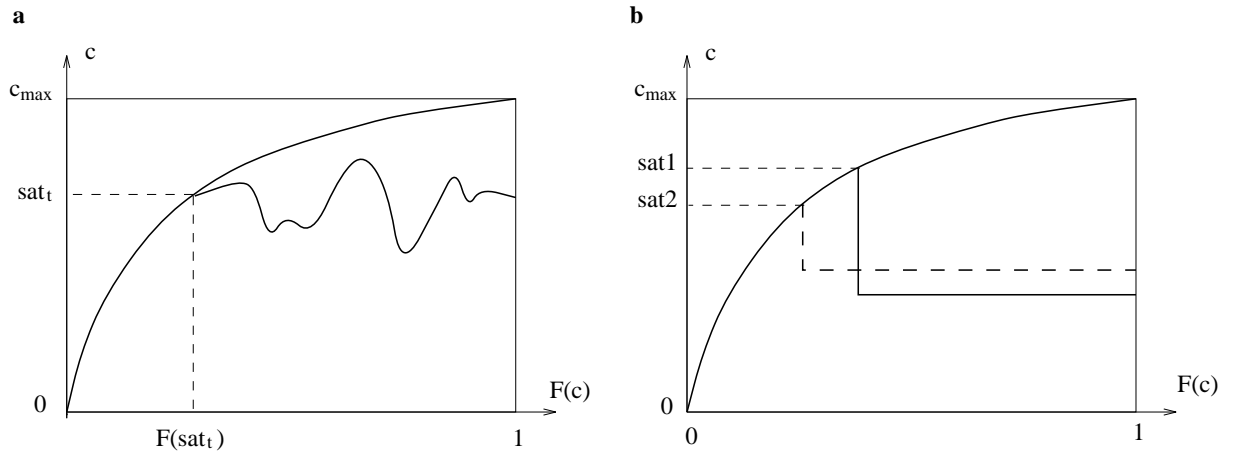 a
c
c_max
sat_t
0
F(sat_t)
1
F(c)
b
c
c_max
sat1
sat2
0
0
1
F(c)